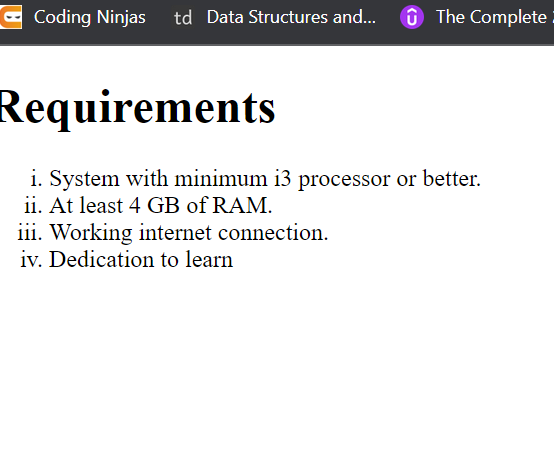 Coding Ninjas td Data Structures and... The Complete
Requirements
i. System with minimum i3 processor or better.
ii. At least 4 GB of RAM.
iii. Working internet connection.
iv. Dedication to learn